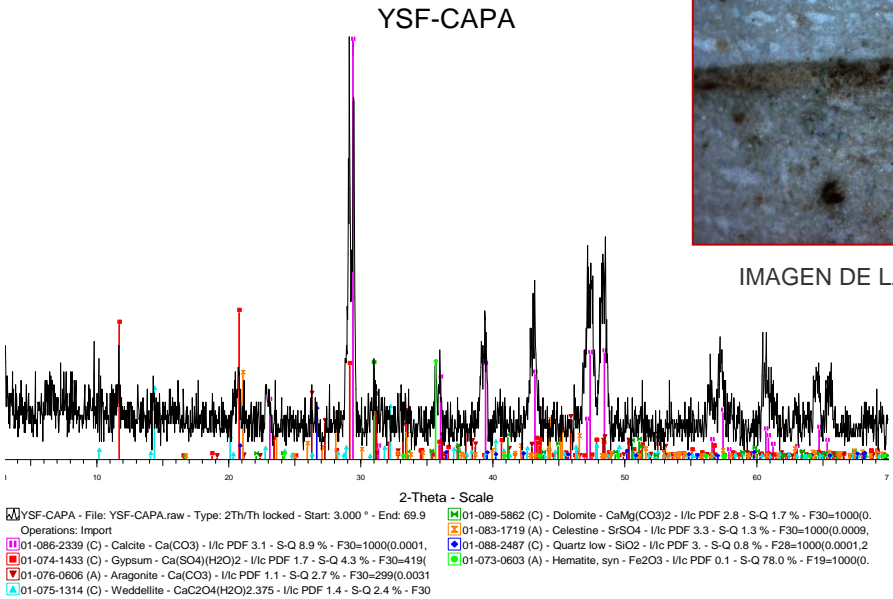 YSF-CAPA
IMAGEN DE LA
10 20 30 40 50 60 7
2-Theta - Scale
YSF-CAPA - File: YSF-CAPA.raw - Type: 2Th/Th locked - Start: 3.000 ° - End: 69.9
Operations: Import
01-086-2339 (C) - Calcite - Ca(CO3) - I/Ic PDF 3.1 - S-Q 8.9 % - F30=1000(0.0001,
01-074-1433 (C) - Gypsum - Ca(SO4)(H2O)2 - I/Ic PDF 1.7 - S-Q 4.3 % - F30=419(
01-076-0606 (A) - Aragonite - Ca(CO3) - I/Ic PDF 1.1 - S-Q 2.7 % - F30=299(0.0031
01-075-1314 (C) - Weddellite - CaC2O4(H2O)2.375 - I/Ic PDF 1.4 - S-Q 2.4 % - F30
01-089-5862 (C) - Dolomite - CaMg(CO3)2 - I/Ic PDF 2.8 - S-Q 1.7 % - F30=1000(0.
01-083-1719 (A) - Celestine - SrSO4 - I/Ic PDF 3.3 - S-Q 1.3 % - F30=1000(0.0009,
01-088-2487 (C) - Quartz low - SiO2 - I/Ic PDF 3. - S-Q 0.8 % - F28=1000(0.0001,2
01-073-0603 (A) - Hematite, syn - Fe2O3 - I/Ic PDF 0.1 - S-Q 78.0 % - F19=1000(0.